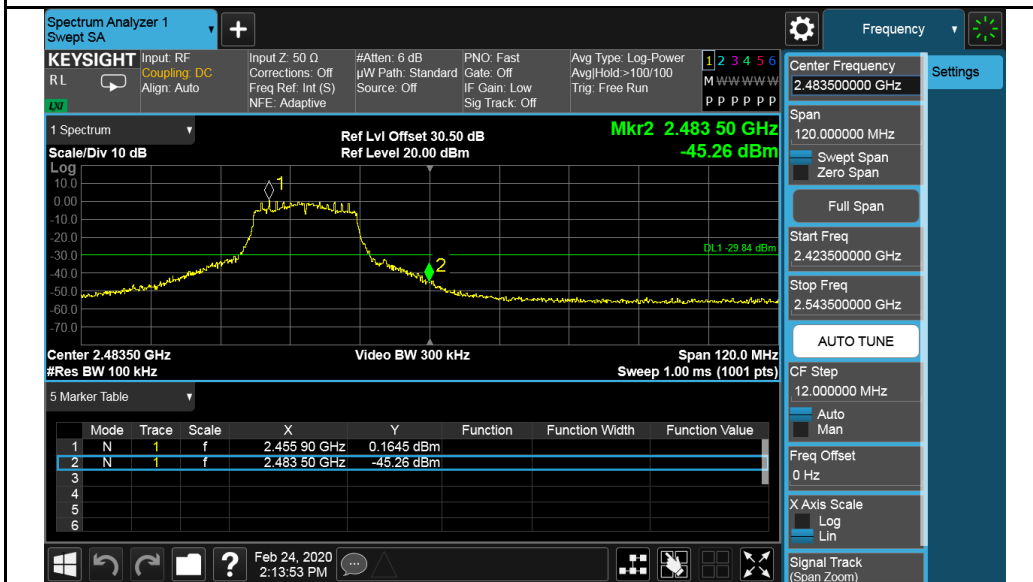 Spectrum Analyzer 1
Swept SA
+
Frequency
KEYSIGHT
R L
LXI
Input: RF
Coupling: DC
Align: Auto
Input Z: 50 Ω
Corrections: Off
Freq Ref: Int (S)
NFE: Adaptive
#Atten: 6 dB
µW Path: Standard
Source: Off
PNO: Fast
Gate: Off
IF Gain: Low
Sig Track: Off
Avg Type: Log-Power
Avg|Hold:>100/100
Trig: Free Run
1 2 3 4 5 6
M W W W W W
P P P P P P
1 Spectrum
Scale/Div 10 dB
Ref Lvl Offset 30.50 dB
Ref Level 20.00 dBm
Mkr2 2.483 50 GHz
-45.26 dBm
Log
10.0
0.00
-10.0
-20.0
-30.0
-40.0
-50.0
-60.0
-70.0
1
2
DL1 -29.84 dBm
Center 2.48350 GHz
#Res BW 100 kHz
Video BW 300 kHz
Span 120.0 MHz
Sweep 1.00 ms (1001 pts)
5 Marker Table
Mode Trace Scale X Y Function Function Width Function Value
1 N 1 f 2.455 90 GHz 0.1645 dBm
2 N 1 f 2.483 50 GHz -45.26 dBm
3
4
5
6
?
Feb 24, 2020
2:13:53 PM
Center Frequency
2.483500000 GHz
Span
120.000000 MHz
Swept Span
Zero Span
Full Span
Start Freq
2.423500000 GHz
Stop Freq
2.543500000 GHz
AUTO TUNE
CF Step
12.000000 MHz
Auto
Man
Freq Offset
0 Hz
X Axis Scale
Log
Lin
Signal Track
(Span Zoom)
Settings